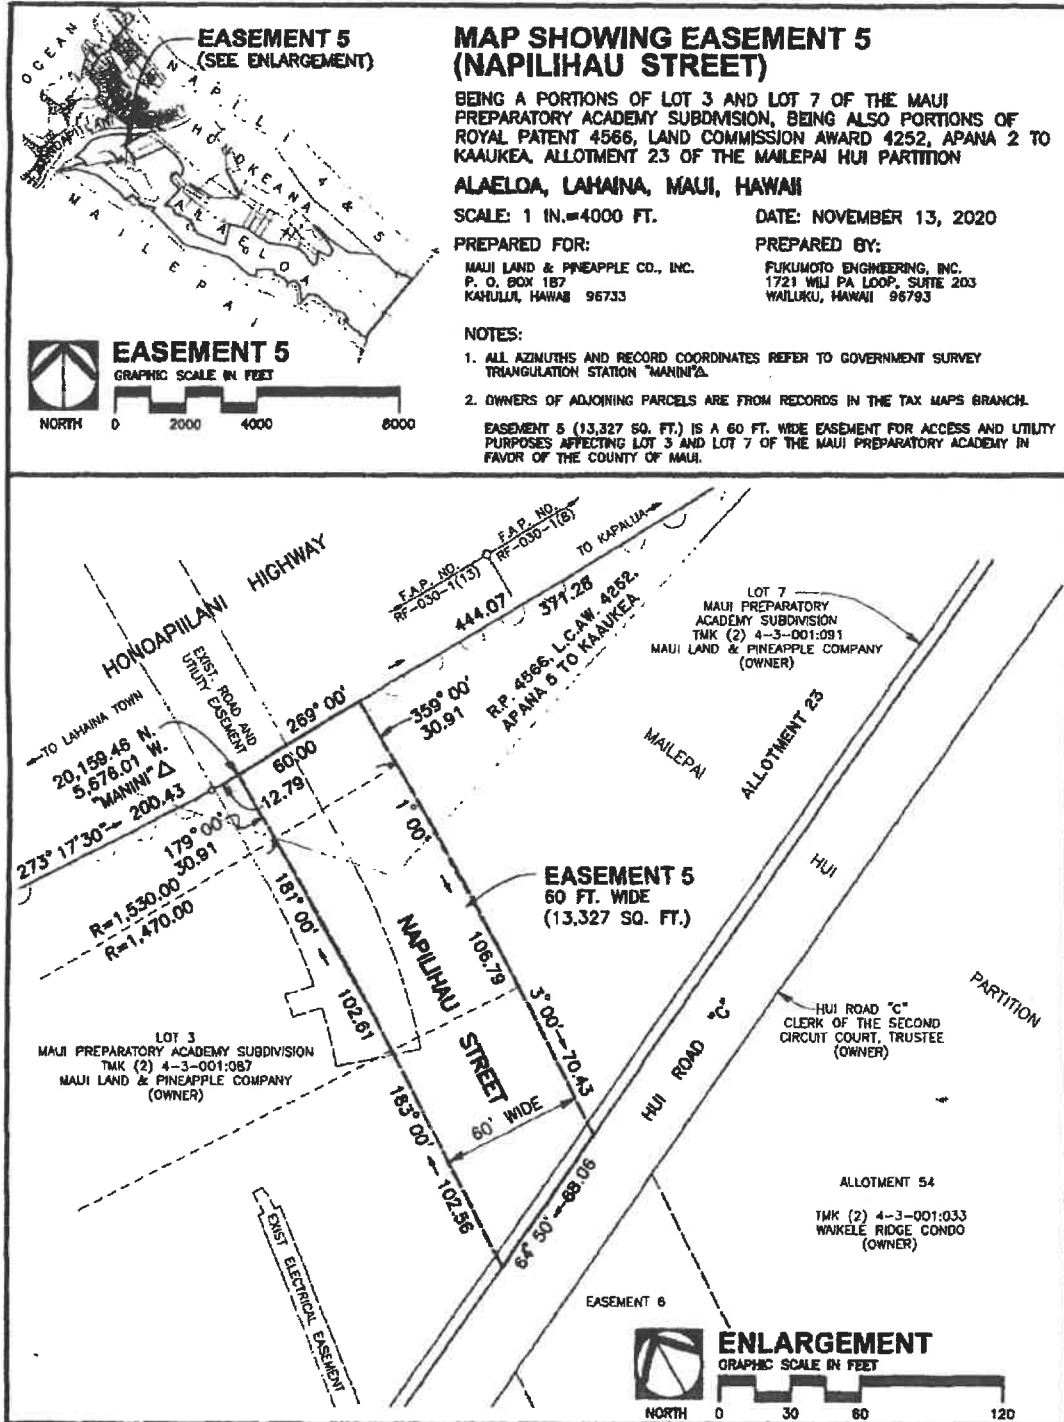 EASEMENT 5
(SEE ENLARGEMENT)
OCEAN
NAPILI 4 & 5
HONOKEANA
ALAELOA
MAILEPAI
EASEMENT 5
GRAPHIC SCALE IN FEET
NORTH
0 2000 4000 8000
MAP SHOWING EASEMENT 5
(NAPILIHAU STREET)
BEING A PORTIONS OF LOT 3 AND LOT 7 OF THE MAUI
PREPARATORY ACADEMY SUBDIVISION, BEING ALSO PORTIONS OF
ROYAL PATENT 4566, LAND COMMISSION AWARD 4252, APANA 2 TO
KAAUKEA, ALLOTMENT 23 OF THE MAILEPAI HUI PARTITION
ALAELOA, LAHAINA, MAUI, HAWAII
SCALE: 1 IN.=4000 FT.
DATE: NOVEMBER 13, 2020
PREPARED FOR:
MAUI LAND & PINEAPPLE CO., INC.
P. O. BOX 187
KAHULUI, HAWAII 96733
PREPARED BY:
FUKUMOTO ENGINEERING, INC.
1721 WILI PA LOOP, SUITE 203
WAILUKU, HAWAII 96793
NOTES:
1. ALL AZIMUTHS AND RECORD COORDINATES REFER TO GOVERNMENT SURVEY
TRIANGULATION STATION "MANINI"△.
2. OWNERS OF ADJOINING PARCELS ARE FROM RECORDS IN THE TAX MAPS BRANCH.
EASEMENT 5 (13,327 SQ. FT.) IS A 60 FT. WIDE EASEMENT FOR ACCESS AND UTILITY
PURPOSES AFFECTING LOT 3 AND LOT 7 OF THE MAUI PREPARATORY ACADEMY IN
FAVOR OF THE COUNTY OF MAUI.
HONOAPIILANI HIGHWAY
F.A.P. NO.
RF-030-1(13)
F.A.P. NO.
RF-030-1(8)
TO KAPALUA
444.07
371.28
R.P. 4566, L.C.AW. 4252,
APANA 5 TO KAAUKEA
EXIST. ROAD AND
UTILITY EASEMENT
TO LAHAINA TOWN
20,159.46 N.
5,676.01 W.
"MANINI"△
273° 17'30" 200.43
269° 00'
60.00
12.79
359° 00'
30.91
179° 00'
30.91
R=1,530.00
R=1,470.00
1° 00'
106.79
181° 00'
102.61
EASEMENT 5
60 FT. WIDE
(13,327 SQ. FT.)
NAPILIHAU
STREET
3° 00' 70.43
60' WIDE
183° 00'
102.56
64° 50' 68.06
LOT 7
MAUI PREPARATORY
ACADEMY SUBDIVISION
TMK (2) 4-3-001:091
MAUI LAND & PINEAPPLE COMPANY
(OWNER)
MAILEPAI
HUI
PARTITION
ALLOTMENT 23
HUI ROAD "C"
HUI ROAD "C"
CLERK OF THE SECOND
CIRCUIT COURT, TRUSTEE
(OWNER)
LOT 3
MAUI PREPARATORY ACADEMY SUBDIVISION
TMK (2) 4-3-001:087
MAUI LAND & PINEAPPLE COMPANY
(OWNER)
EXIST ELECTRICAL EASEMENT
ALLOTMENT 54
TMK (2) 4-3-001:033
WAIKELE RIDGE CONDO
(OWNER)
EASEMENT 6
ENLARGEMENT
GRAPHIC SCALE IN FEET
NORTH
0 30 60 120